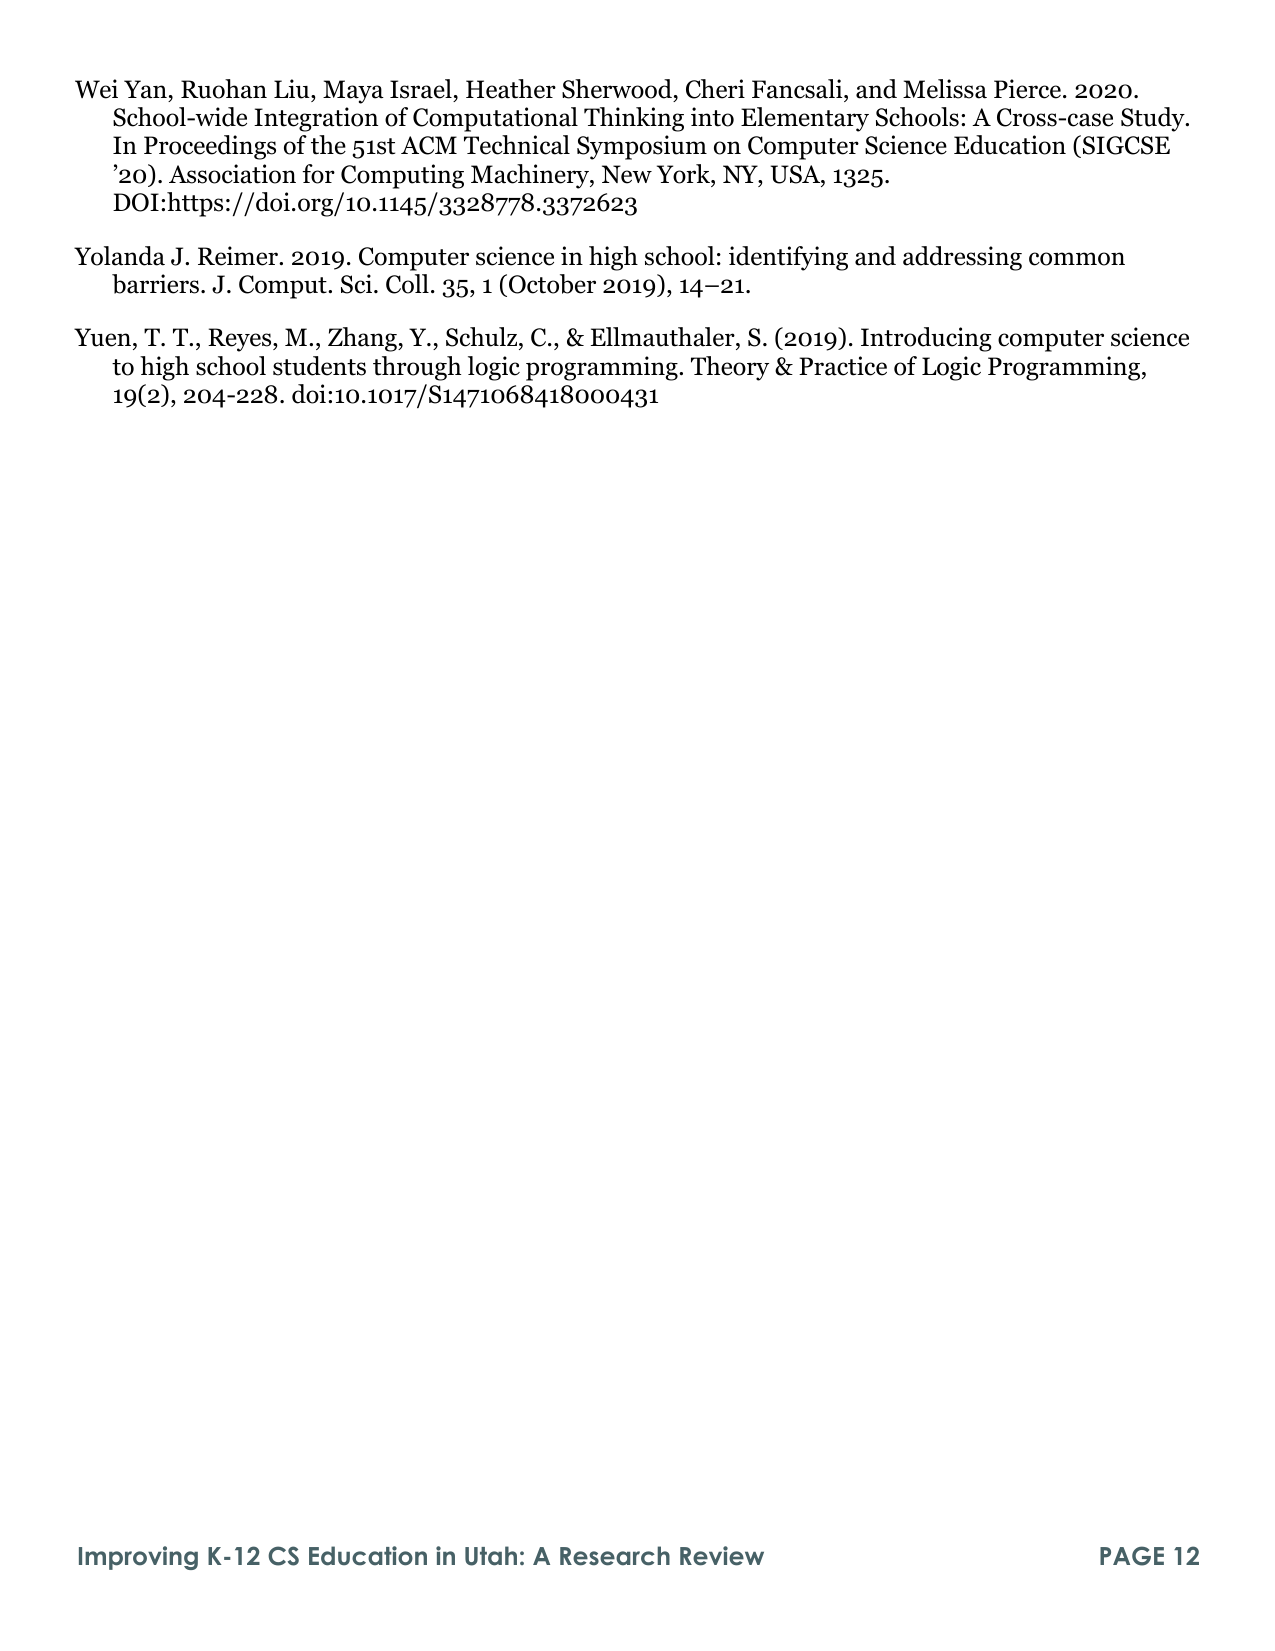 Wei Yan, Ruohan Liu, Maya Israel, Heather Sherwood, Cheri Fancsali, and Melissa Pierce. 2020.
School-wide Integration of Computational Thinking into Elementary Schools: A Cross-case Study.
In Proceedings of the 51st ACM Technical Symposium on Computer Science Education (SIGCSE
’20). Association for Computing Machinery, New York, NY, USA, 1325.
DOI:https://doi.org/10.1145/3328778.3372623
Yolanda J. Reimer. 2019. Computer science in high school: identifying and addressing common
barriers. J. Comput. Sci. Coll. 35, 1 (October 2019), 14–21.
Yuen, T. T., Reyes, M., Zhang, Y., Schulz, C., & Ellmauthaler, S. (2019). Introducing computer science
to high school students through logic programming. Theory & Practice of Logic Programming,
19(2), 204-228. doi:10.1017/S1471068418000431
Improving K-12 CS Education in Utah: A Research Review PAGE 12